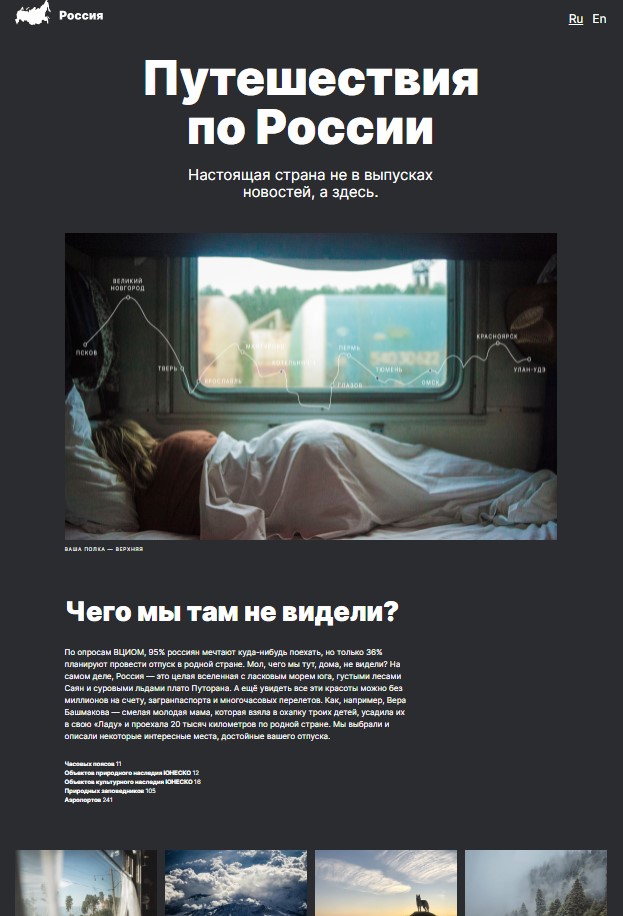 Россия
Ru En
Путешествия
по России
Настоящая страна не в выпусках
новостей, а здесь.
ВЕЛИКИЙ
НОВГОРОД
ПСКОВ
ТВЕРЬ
ЯРОСЛАВЛЬ
ПЕРМЬ
ГЛАЗОВ
ТЮМЕНЬ
ОМСК
КРАСНОЯРСК
УЛАН-УДЭ
54030622
ВАША ПОЛКА — ВЕРХНЯЯ
Чего мы там не видели?
По опросам ВЦИОМ, 95% россиян мечтают куда-нибудь поехать, но только 36%
планируют провести отпуск в родной стране. Мол, чего мы тут, дома, не видели? На
самом деле, Россия — это целая вселенная с ласковым морем юга, густыми лесами
Саян и суровыми льдами плато Путорана. А ещё увидеть все эти красоты можно без
миллионов на счету, загранпаспорта и многочасовых перелетов. Как, например, Вера
Башмакова — смелая молодая мама, которая взяла в охапку троих детей, усадила их
в свою «Ладу» и проехала 20 тысяч километров по родной стране. Мы выбрали и
описали некоторые интересные места, достойные вашего отпуска.
Часовых поясов 11
Объектов природного наследия ЮНЕСКО 12
Объектов культурного наследия ЮНЕСКО 16
Природных заповедников 105
Аэропортов 241